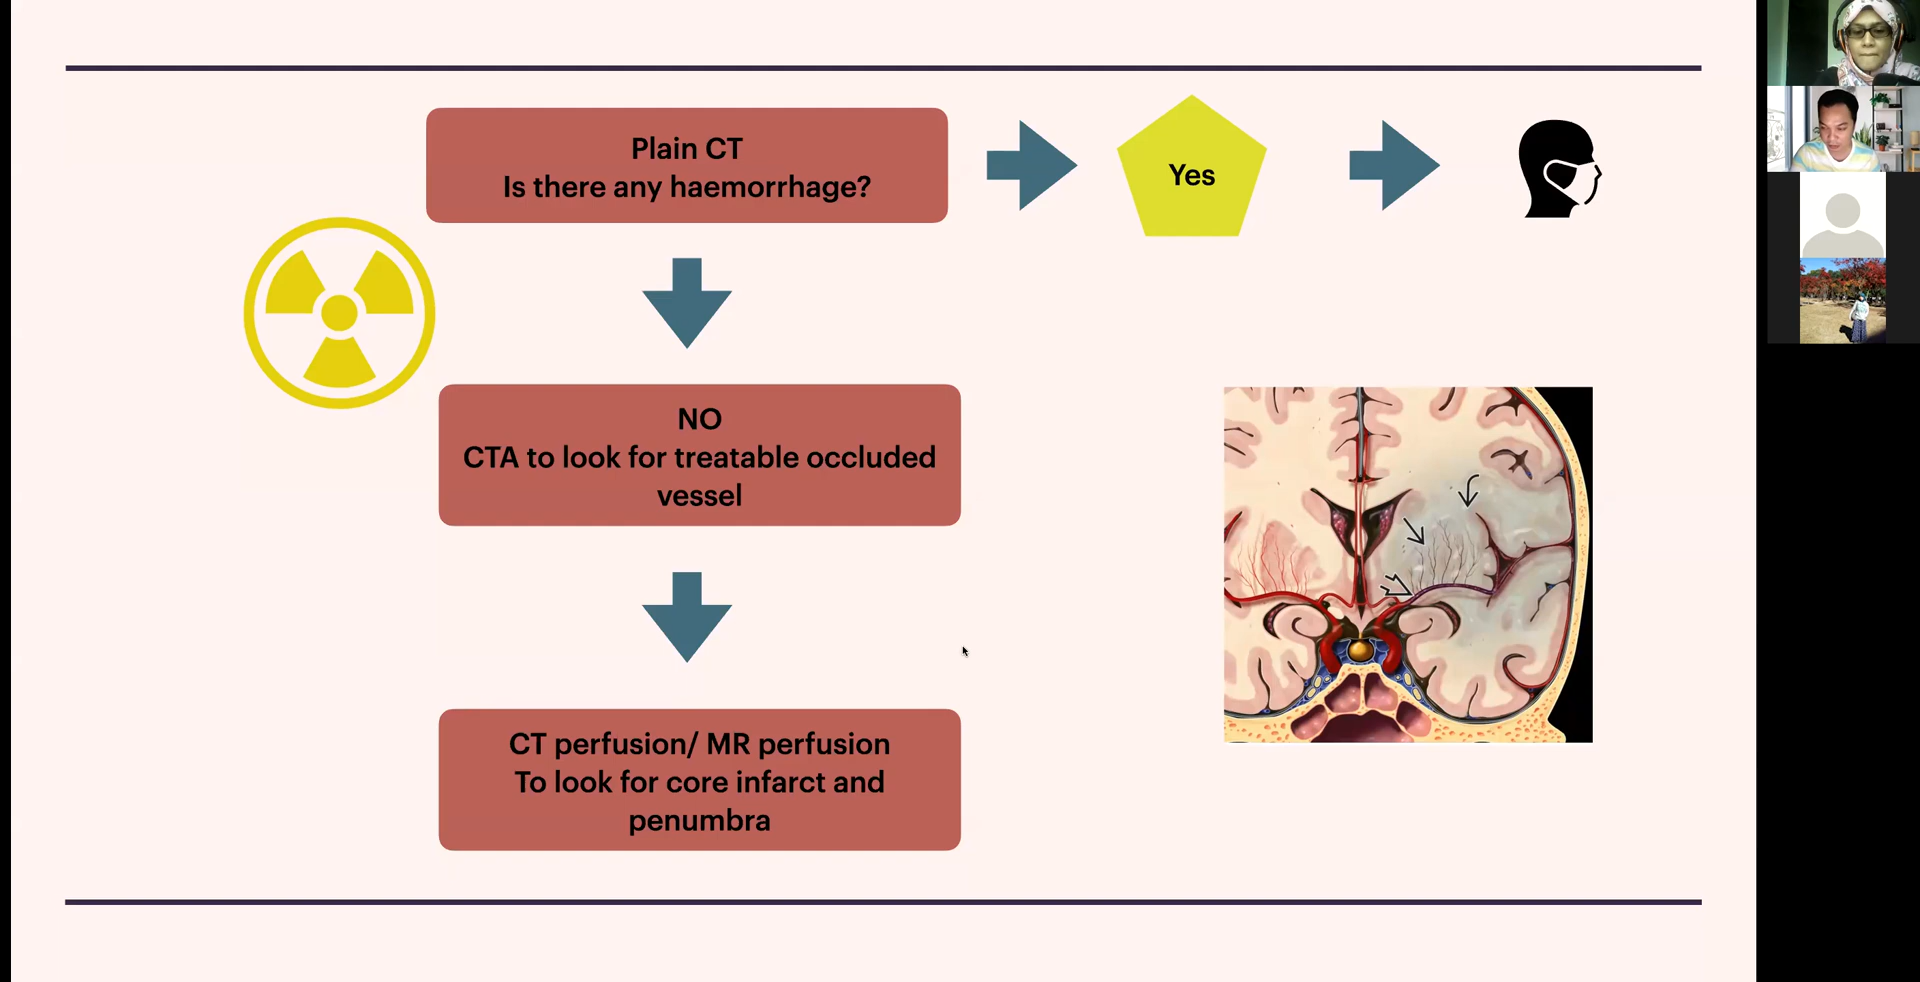 Plain CT
Is there any haemorrhage?
Yes
NO
CTA to look for treatable occluded
vessel
CT perfusion/ MR perfusion
To look for core infarct and
penumbra